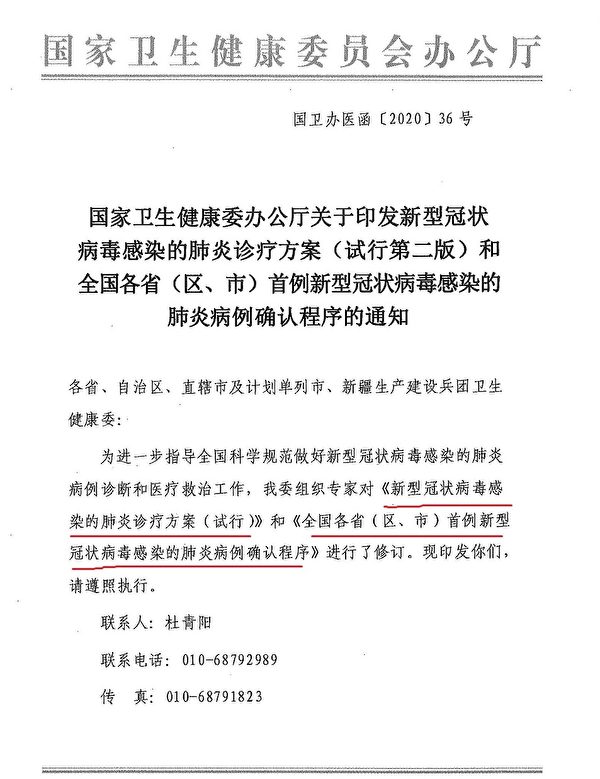 国家卫生健康委员会办公厅
国卫办医函〔2020〕36号
国家卫生健康委办公厅关于印发新型冠状
病毒感染的肺炎诊疗方案（试行第二版）和
全国各省（区、市）首例新型冠状病毒感染的
肺炎病例确认程序的通知
各省、自治区、直辖市及计划单列市、新疆生产建设兵团卫生
健康委：
为进一步指导全国科学规范做好新型冠状病毒感染的肺炎
病例诊断和医疗救治工作，我委组织专家对《新型冠状病毒感
染的肺炎诊疗方案（试行）》和《全国各省（区、市）首例新型
冠状病毒感染的肺炎病例确认程序》进行了修订。现印发你们，
请遵照执行。
联系人：杜青阳
联系电话：010-68792989
传 真：010-68791823